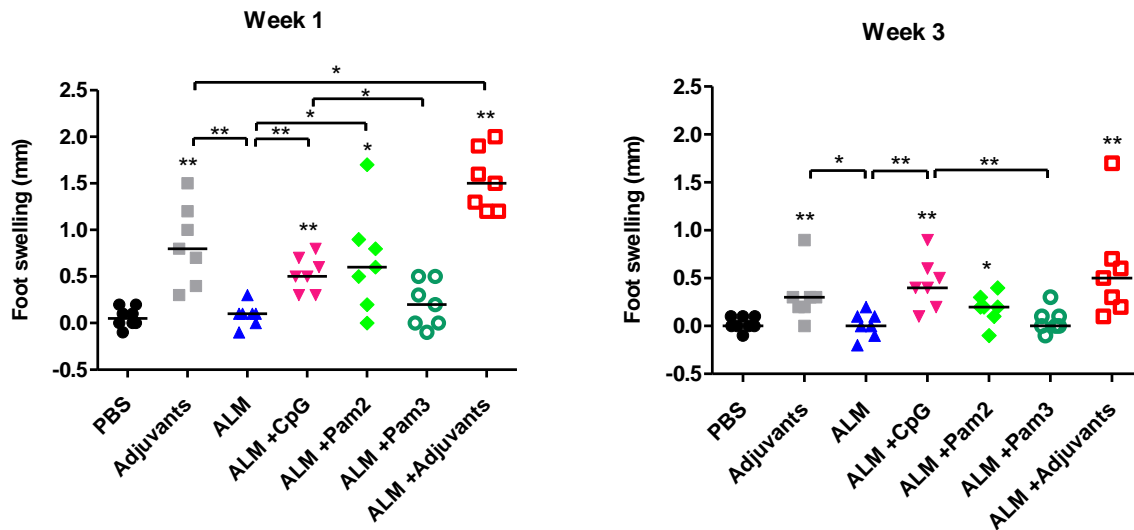 Week 1
*
*
*
**
**
**
**
*
**
Foot swelling (mm)
2.5
2.0
1.5
1.0
0.5
0.0
-0.5
PBS
Adjuvants
ALM
ALM +CpG
ALM +Pam2
ALM +Pam3
ALM +Adjuvants
Week 3
*
**
**
**
**
*
**
Foot swelling (mm)
2.5
2.0
1.5
1.0
0.5
0.0
-0.5
PBS
Adjuvants
ALM
ALM +CpG
ALM +Pam2
ALM +Pam3
ALM +Adjuvants